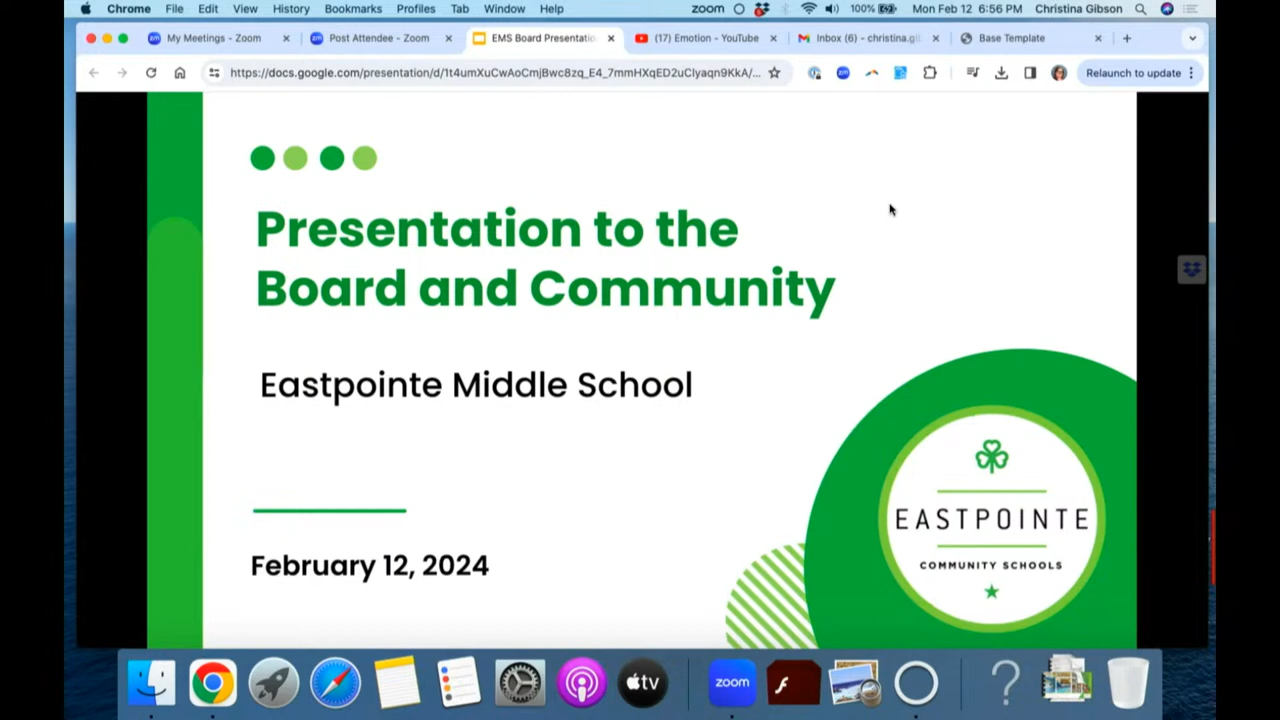 Chrome File Edit View History Bookmarks Profiles Tab Window Help zoom 100% Mon Feb 12 6:56 PM Christina Gibson
My Meetings - Zoom Post Attendee - Zoom EMS Board Presentatio (17) Emotion - YouTube Inbox (6) - christina.gi Base Template
https://docs.google.com/presentation/d/1t4umXuCwAoCmjBwc8zq_E4_7mmHXqED2uClyaqn9KkA/... Relaunch to update
Presentation to the
Board and Community
Eastpointe Middle School
February 12, 2024
EASTPOINTE
COMMUNITY SCHOOLS
tv zoom